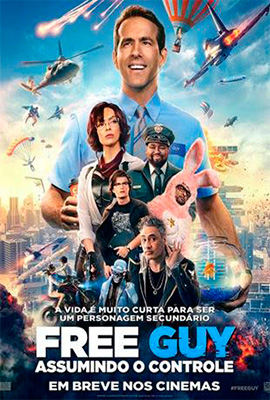 A VIDA É MUITO CURTA PARA SER
UM PERSONAGEM SECUNDÁRIO
FREE GUY
ASSUMINDO O CONTROLE
EM BREVE NOS CINEMAS
#FREEGUY